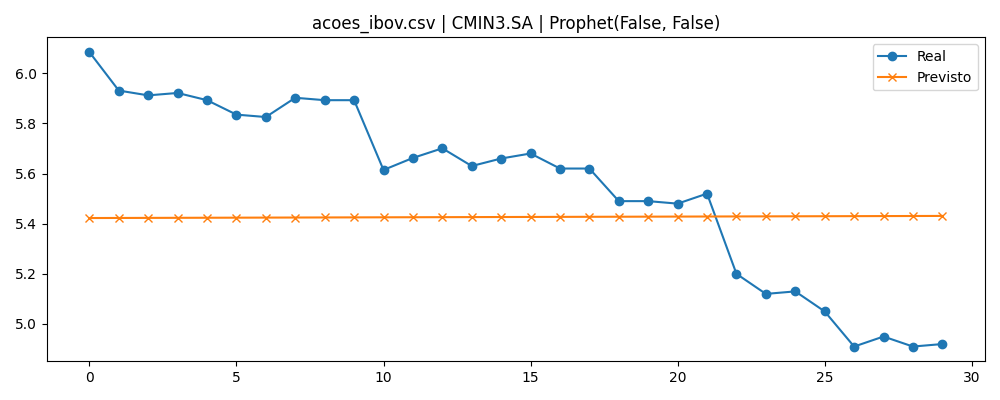 acoes_ibov.csv | CMIN3.SA | Prophet(False, False)
Real
Previsto
6.0
5.8
5.6
5.4
5.2
5.0
0 5 10 15 20 25 30